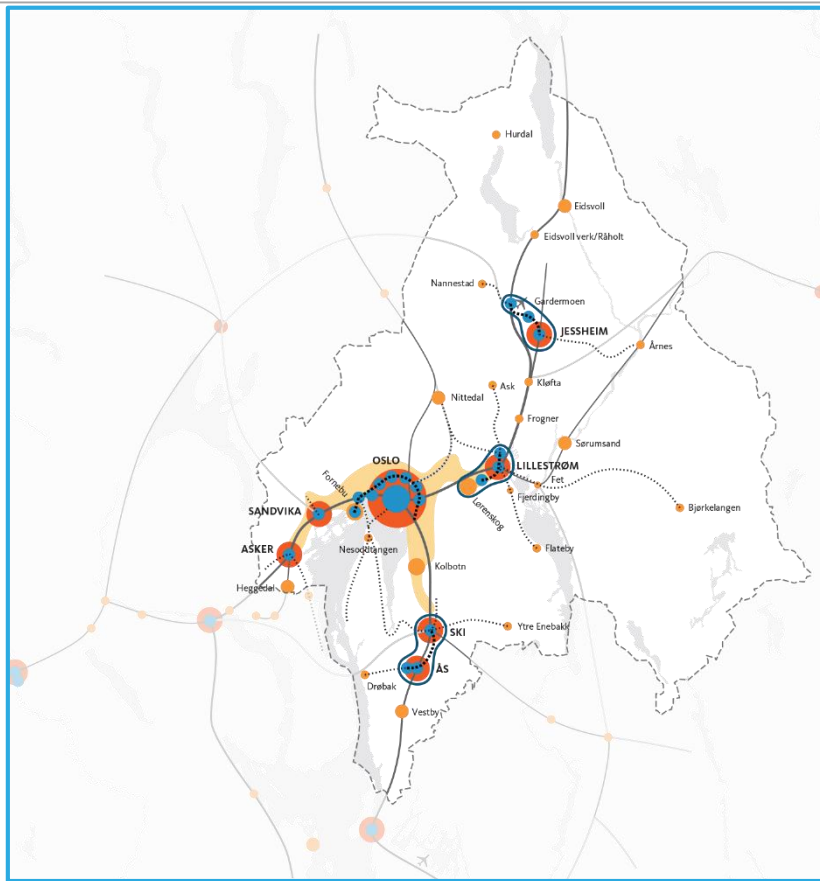 Hurdal
Eidsvoll
Eidsvoll verk/Råholt
Nannestad
Gardermoen
JESSHEIM
Årnes
Kløfta
Ask
Nittedal
Frogner
Sørumsand
OSLO
LILLESTRØM
Fet
Fornebu
Lørenskog
Fjerdingby
Bjørkelangen
SANDVIKA
Nesoddtangen
ASKER
Flateby
Kolbotn
Heggedal
Ytre Enebakk
SKI
ÅS
Drøbak
Vestby